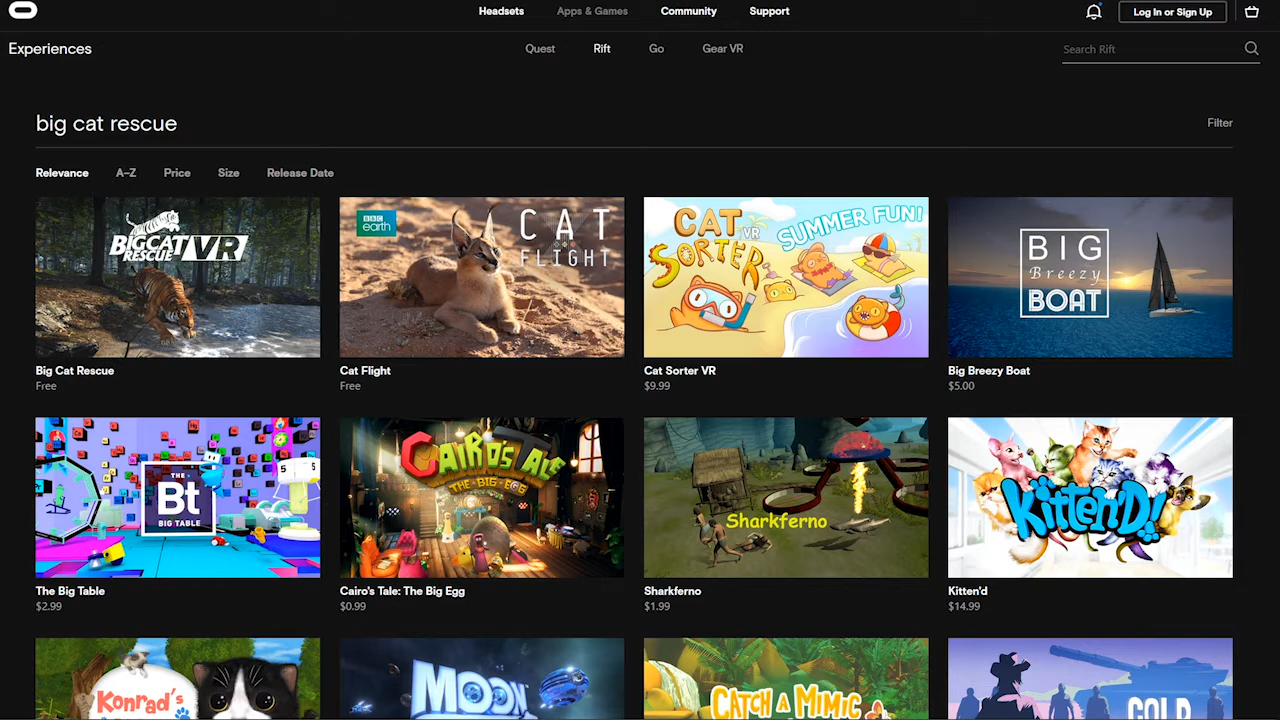 Headsets
Apps & Games
Community
Support
Log In or Sign Up
Experiences
Quest
Rift
Go
Gear VR
Search Rift
big cat rescue
Filter
Relevance
A–Z
Price
Size
Release Date
BIG CAT
RESCUE
VR
BBC
earth
CAT
FLIGHT
CAT
VR
SORTER
SUMMER FUN!
BIG
Breezy
BOAT
Big Cat Rescue
Free
Cat Flight
Free
Cat Sorter VR
$9.99
Big Breezy Boat
$5.00
THE
Bt
BIG TABLE
5 5
CAIRO'S TALE
THE BIG EGG
Sharkferno
Kitten'D!
The Big Table
$2.99
Cairo's Tale: The Big Egg
$0.99
Sharkferno
$1.99
Kitten'd
$14.99
Konrad's
MOON
CATCH A MIMIC
GOLD